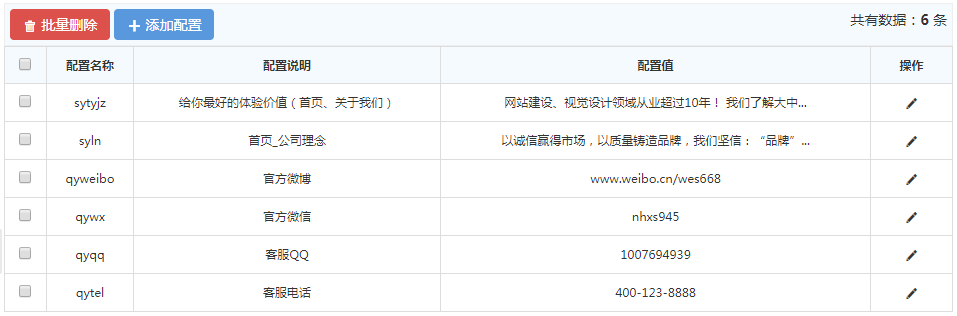 批量删除 添加配置 共有数据：6 条
配置名称 配置说明 配置值 操作
sytyjz 给你最好的体验价值（首页、关于我们） 网站建设、视觉设计领域从业超过10年！ 我们了解大中...
syln 首页_公司理念 以诚信赢得市场，以质量铸造品牌，我们坚信：“品牌”...
qyweibo 官方微博 www.weibo.cn/wes668
qywx 官方微信 nhxs945
qyqq 客服QQ 1007694939
qytel 客服电话 400-123-8888